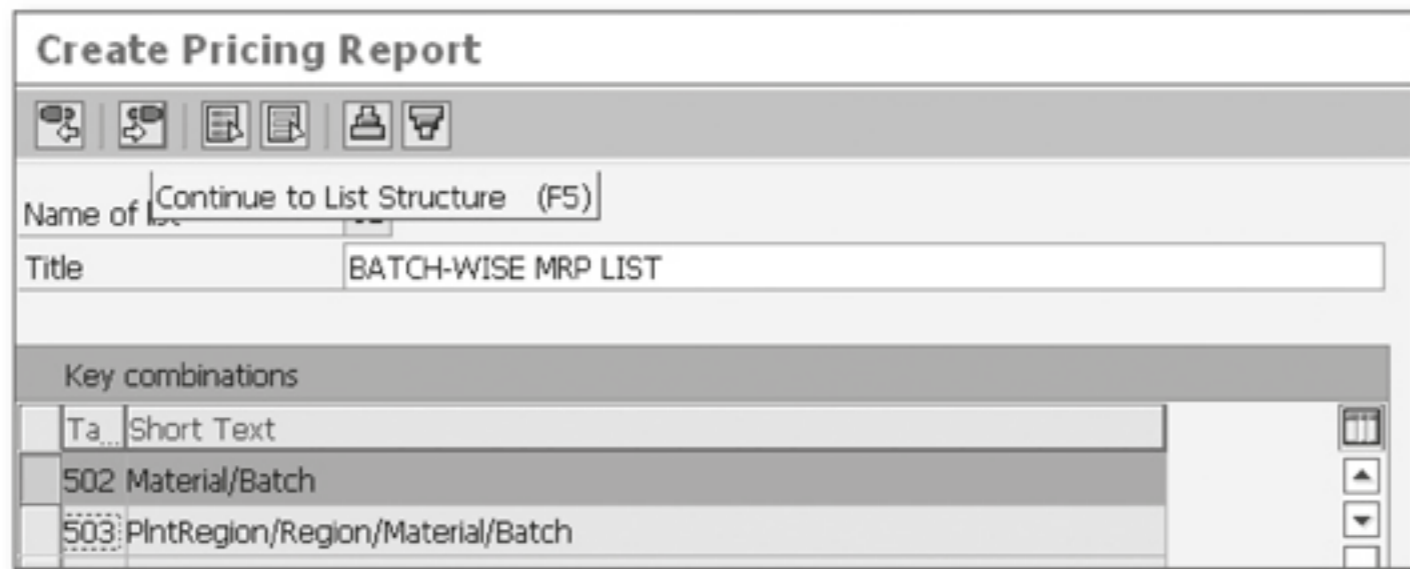 Create Pricing Report
Continue to List Structure (F5)
Name of
Title BATCH-WISE MRP LIST
Key combinations
Ta... Short Text
502 Material/Batch
503 PlntRegion/Region/Material/Batch